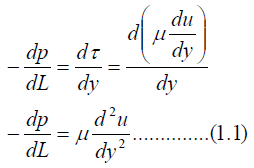 -dp/dL = dτ/dy = d(μ du/dy)/dy
-dp/dL = μ d²u/dy² ..............(1.1)